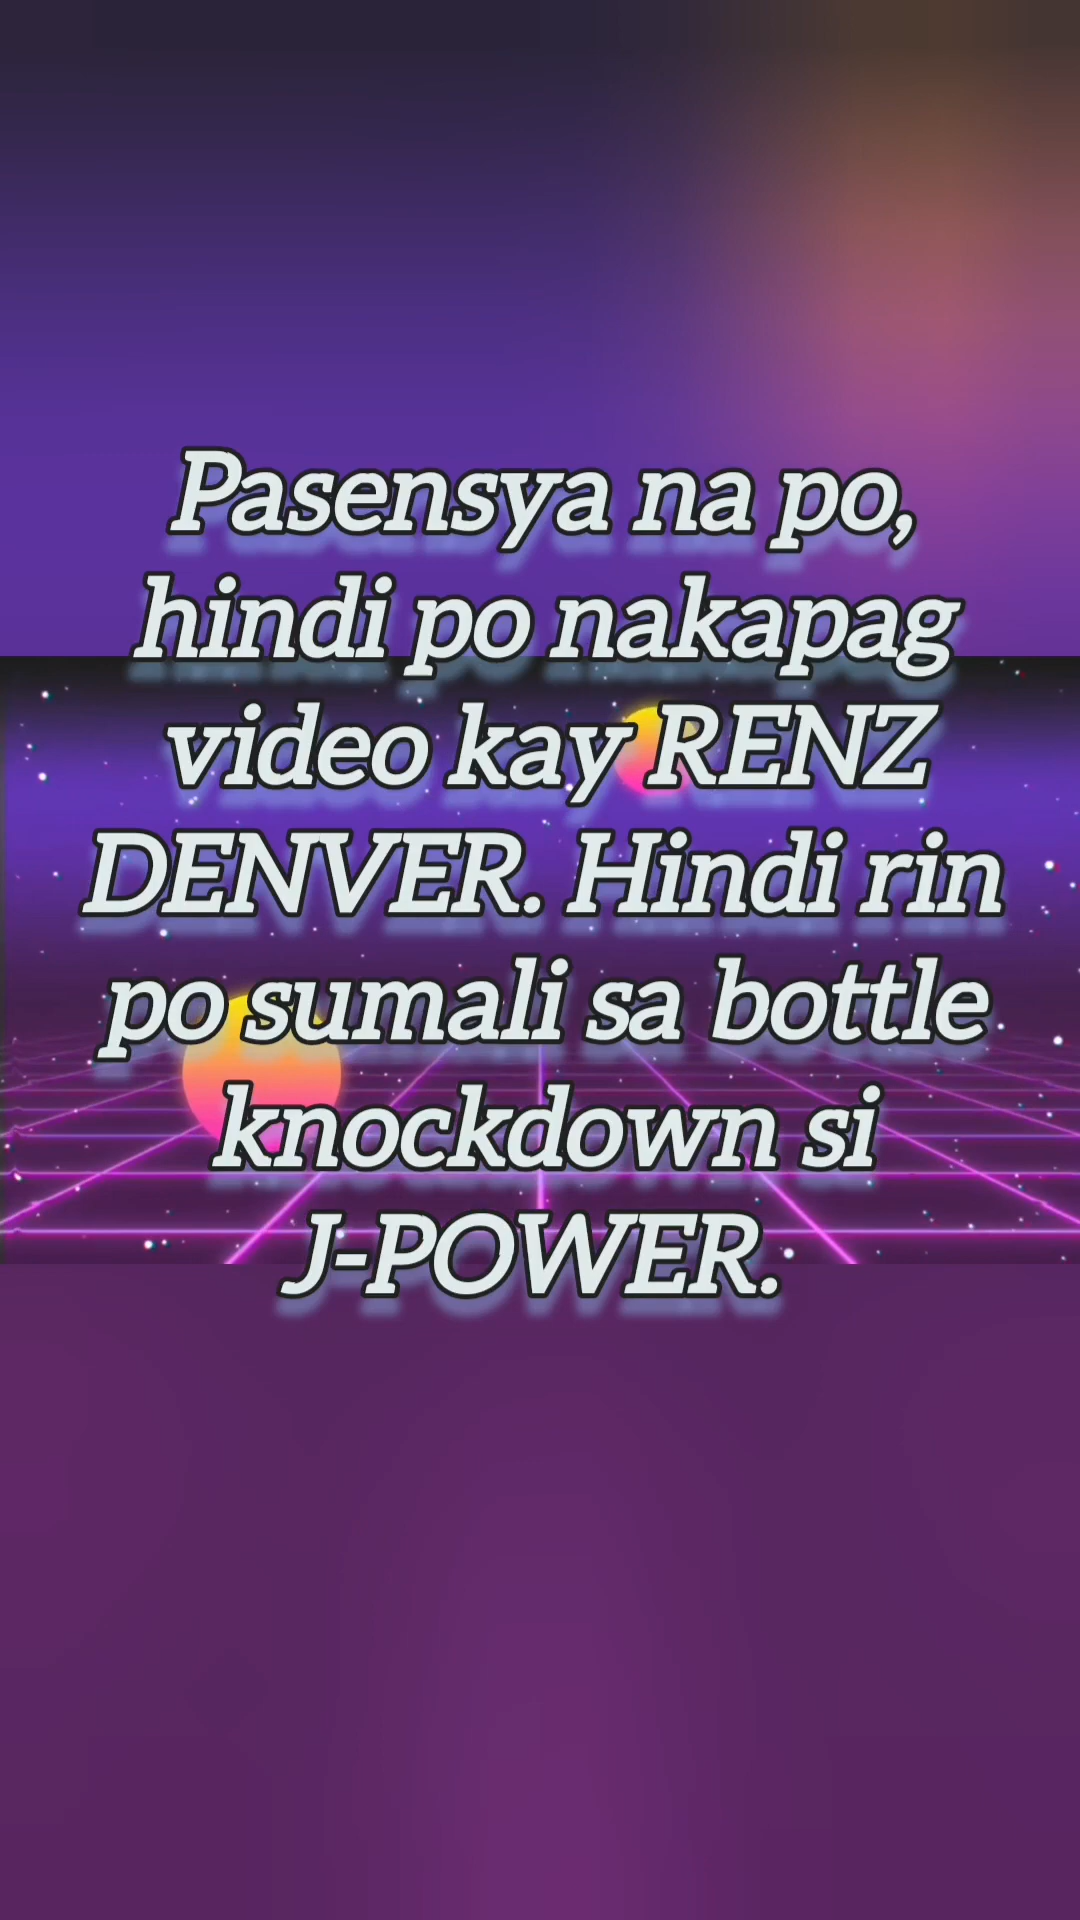 Pasensya na po,
hindi po nakapag
video kay RENZ
DENVER. Hindi rin
po sumali sa bottle
knockdown si
J-POWER.